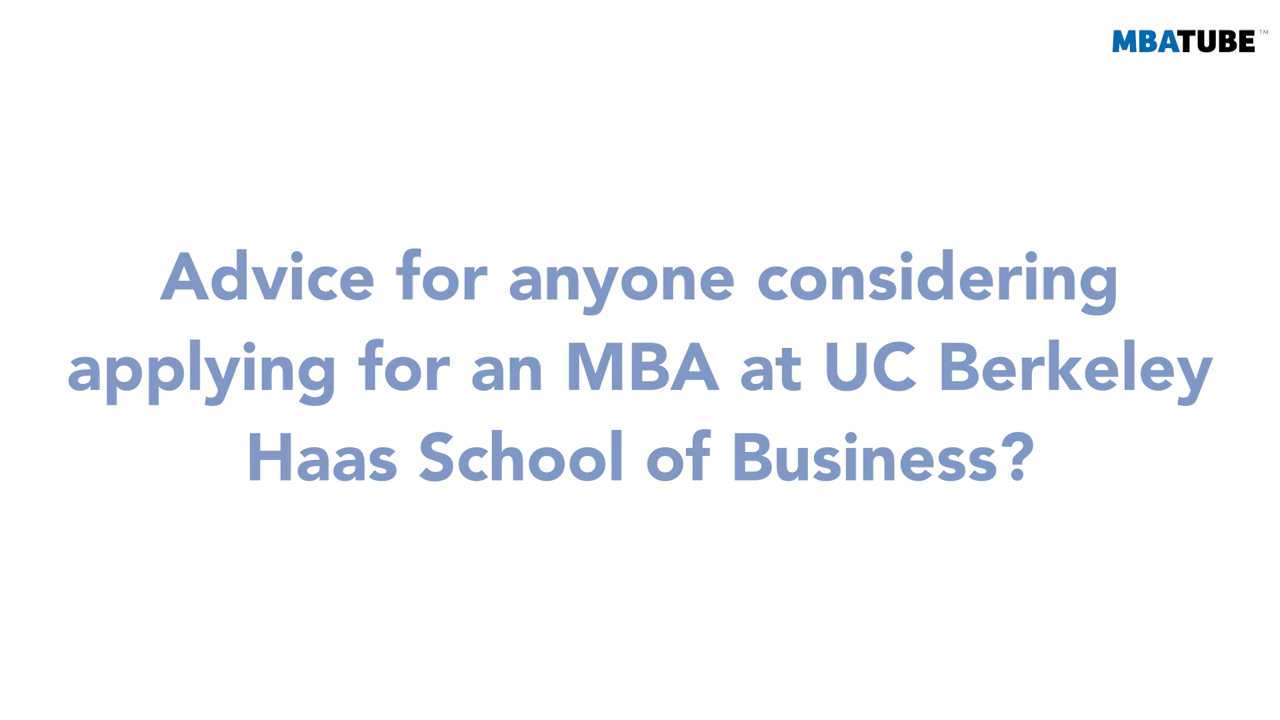 MBATUBE™
Advice for anyone considering
applying for an MBA at UC Berkeley
Haas School of Business?